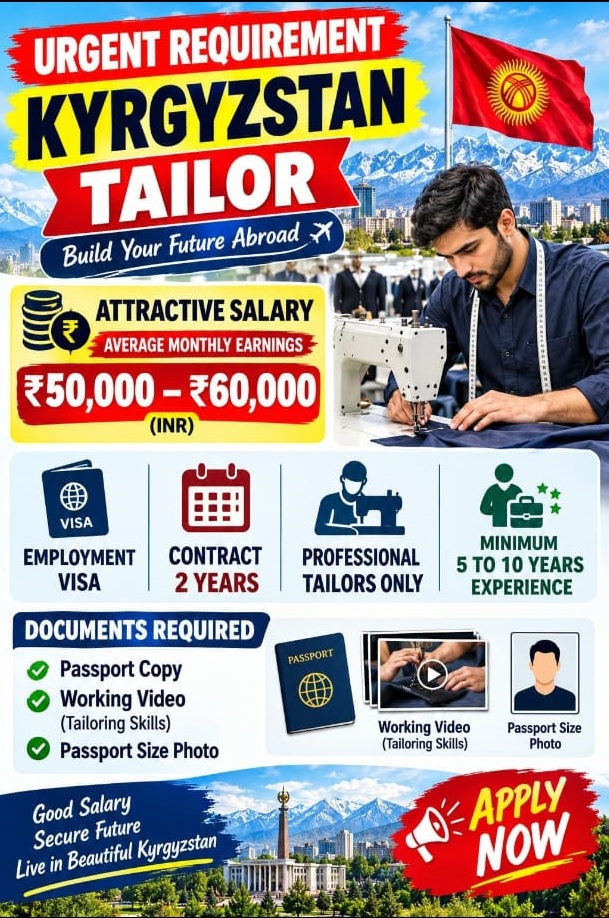 URGENT REQUIREMENT
KYRGYZSTAN
TAILOR
Build Your Future Abroad
₹
ATTRACTIVE SALARY
AVERAGE MONTHLY EARNINGS
₹50,000 – ₹60,000
(INR)
VISA
EMPLOYMENT
VISA
CONTRACT
2 YEARS
PROFESSIONAL
TAILORS ONLY
MINIMUM
5 TO 10 YEARS
EXPERIENCE
DOCUMENTS REQUIRED
Passport Copy
Working Video
(Tailoring Skills)
Passport Size Photo
PASSPORT
Working Video
(Tailoring Skills)
Passport Size
Photo
Good Salary
Secure Future
Live in Beautiful Kyrgyzstan
APPLY
NOW